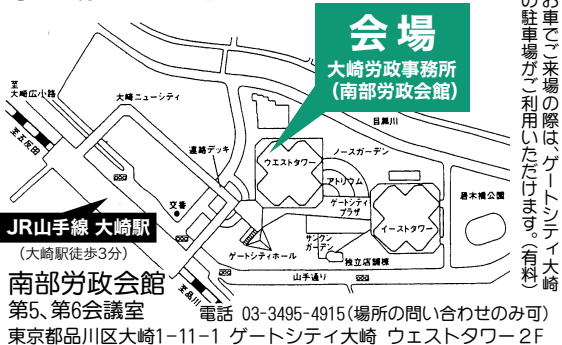 会場
大崎労政事務所
(南部労政会館)
お車でご来場の際は、ゲートシティ大崎
の駐車場がご利用いただけます。(有料)
至
大崎広小路
大崎ニューシティ
至五反田
目黒川
連絡デッキ
ウエストタワー
ノースガーデン
アトリウム
ゲートシティ
プラザ
居木橋公園
交番
イーストタワー
サンクン
ガーデン
JR山手線 大崎駅
(大崎駅徒歩3分)
ゲートシティホール
独立店舗棟
山手通り
至品川
南部労政会館
第5、第6会議室
電話 03-3495-4915(場所の問い合わせのみ可)
東京都品川区大崎1-11-1 ゲートシティ大崎 ウェストタワー2F